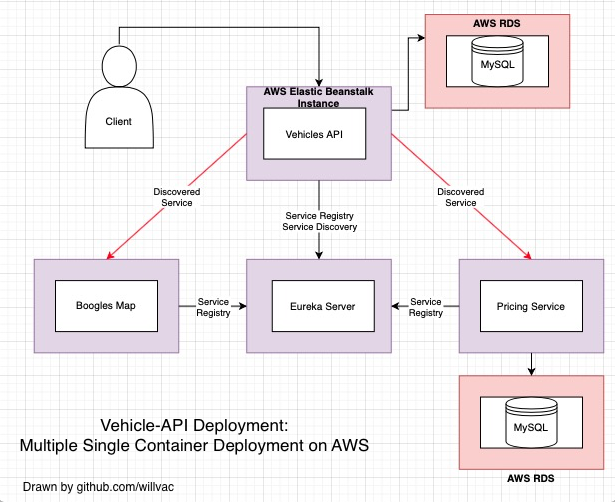 AWS RDS
MySQL
AWS Elastic Beanstalk
Instance
Vehicles API
Client
Discovered
Service
Discovered
Service
Service Registry
Service Discovery
Boogles Map
Service
Registry
Eureka Server
Service
Registry
Pricing Service
MySQL
AWS RDS
Vehicle-API Deployment:
Multiple Single Container Deployment on AWS
Drawn by github.com/willvac